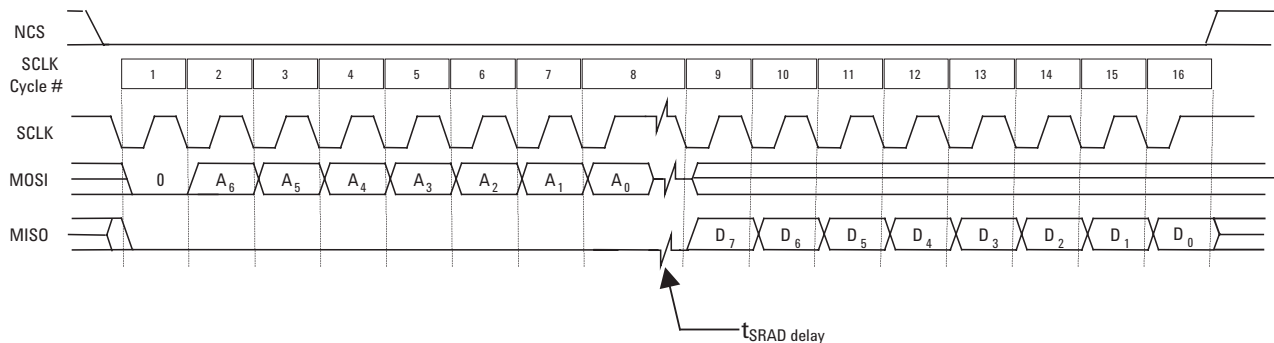 NCS
SCLK
Cycle #
1 2 3 4 5 6 7 8 9 10 11 12 13 14 15 16
SCLK
MOSI 0 A6 A5 A4 A3 A2 A1 A0
MISO D7 D6 D5 D4 D3 D2 D1 D0
tSRAD delay